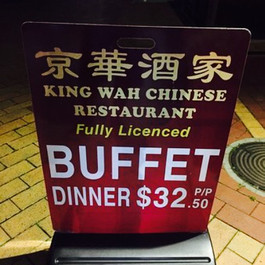 京華酒家
KING WAH CHINESE
RESTAURANT
Fully Licenced
BUFFET
DINNER $32.50 P/P